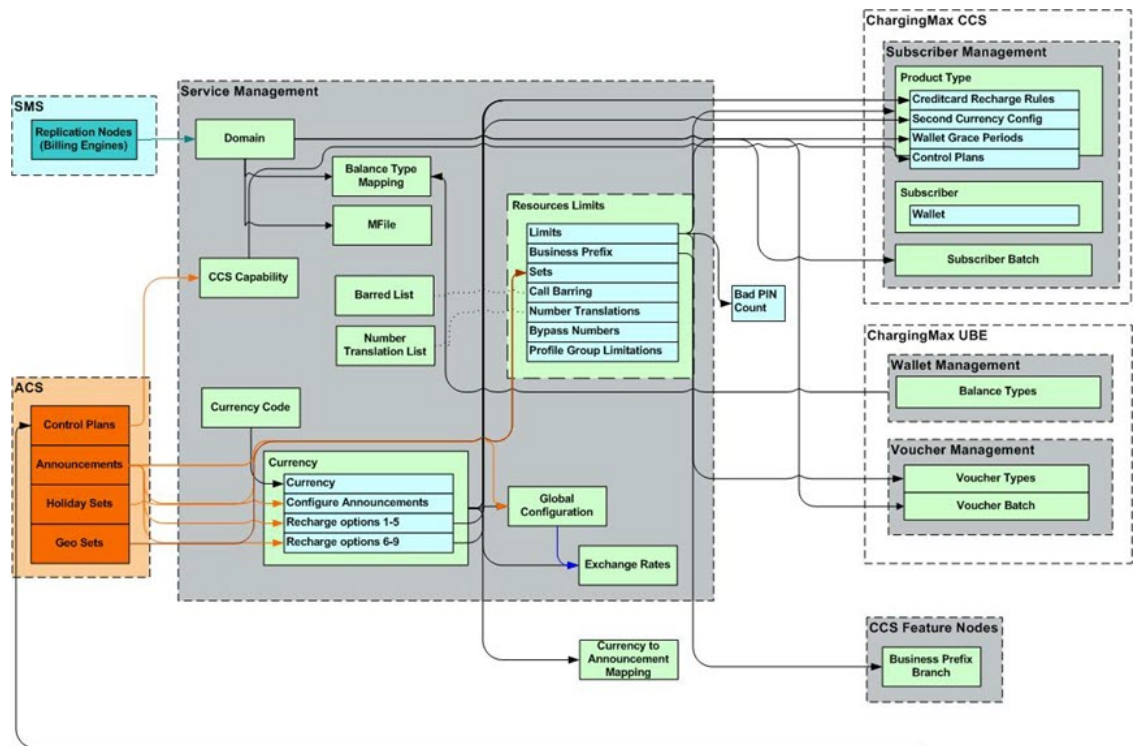 ChargingMax CCS
Subscriber Management
Product Type
Creditcard Recharge Rules
Second Currency Config
Wallet Grace Periods
Control Plans
Subscriber
Wallet
Subscriber Batch
SMS
Replication Nodes
(Billing Engines)
Service Management
Domain
Balance Type
Mapping
MFile
CCS Capability
Barred List
Number
Translation List
Resources Limits
Limits
Business Prefix
Sets
Call Barring
Number Translations
Bypass Numbers
Profile Group Limitations
Bad PIN
Count
ChargingMax UBE
Wallet Management
Balance Types
Voucher Management
Voucher Types
Voucher Batch
ACS
Control Plans
Announcements
Holiday Sets
Geo Sets
Currency Code
Currency
Currency
Configure Announcements
Recharge options 1-5
Recharge options 6-9
Global
Configuration
Exchange Rates
Currency to
Announcement
Mapping
CCS Feature Nodes
Business Prefix
Branch